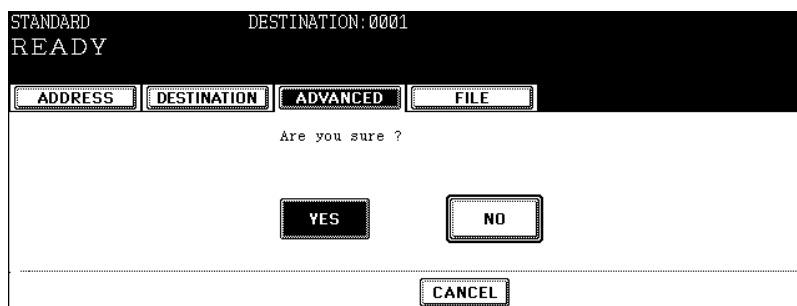 STANDARD DESTINATION:0001
READY
ADDRESS DESTINATION ADVANCED FILE
Are you sure ?
YES NO
CANCEL